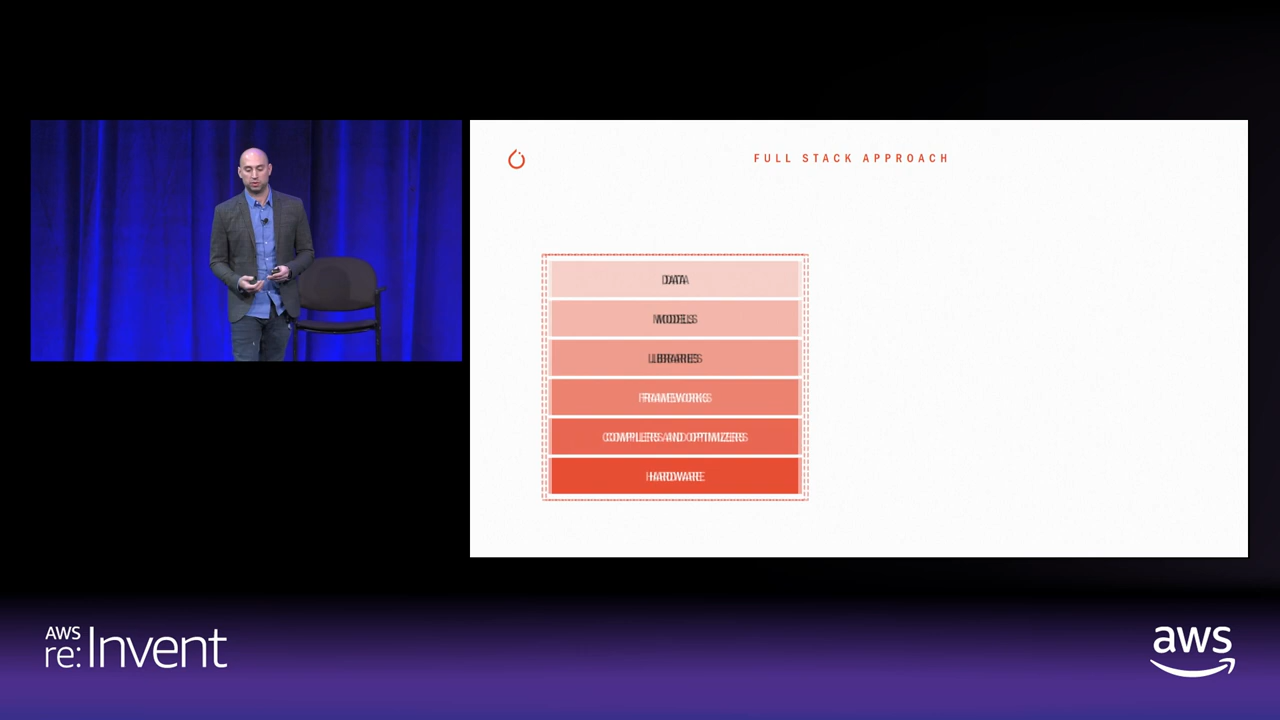 FULL STACK APPROACH
DATA
MODELS
LIBRARIES
FRAMEWORKS
COMPILERS AND OPTIMIZERS
HARDWARE
AWS
re:Invent
aws